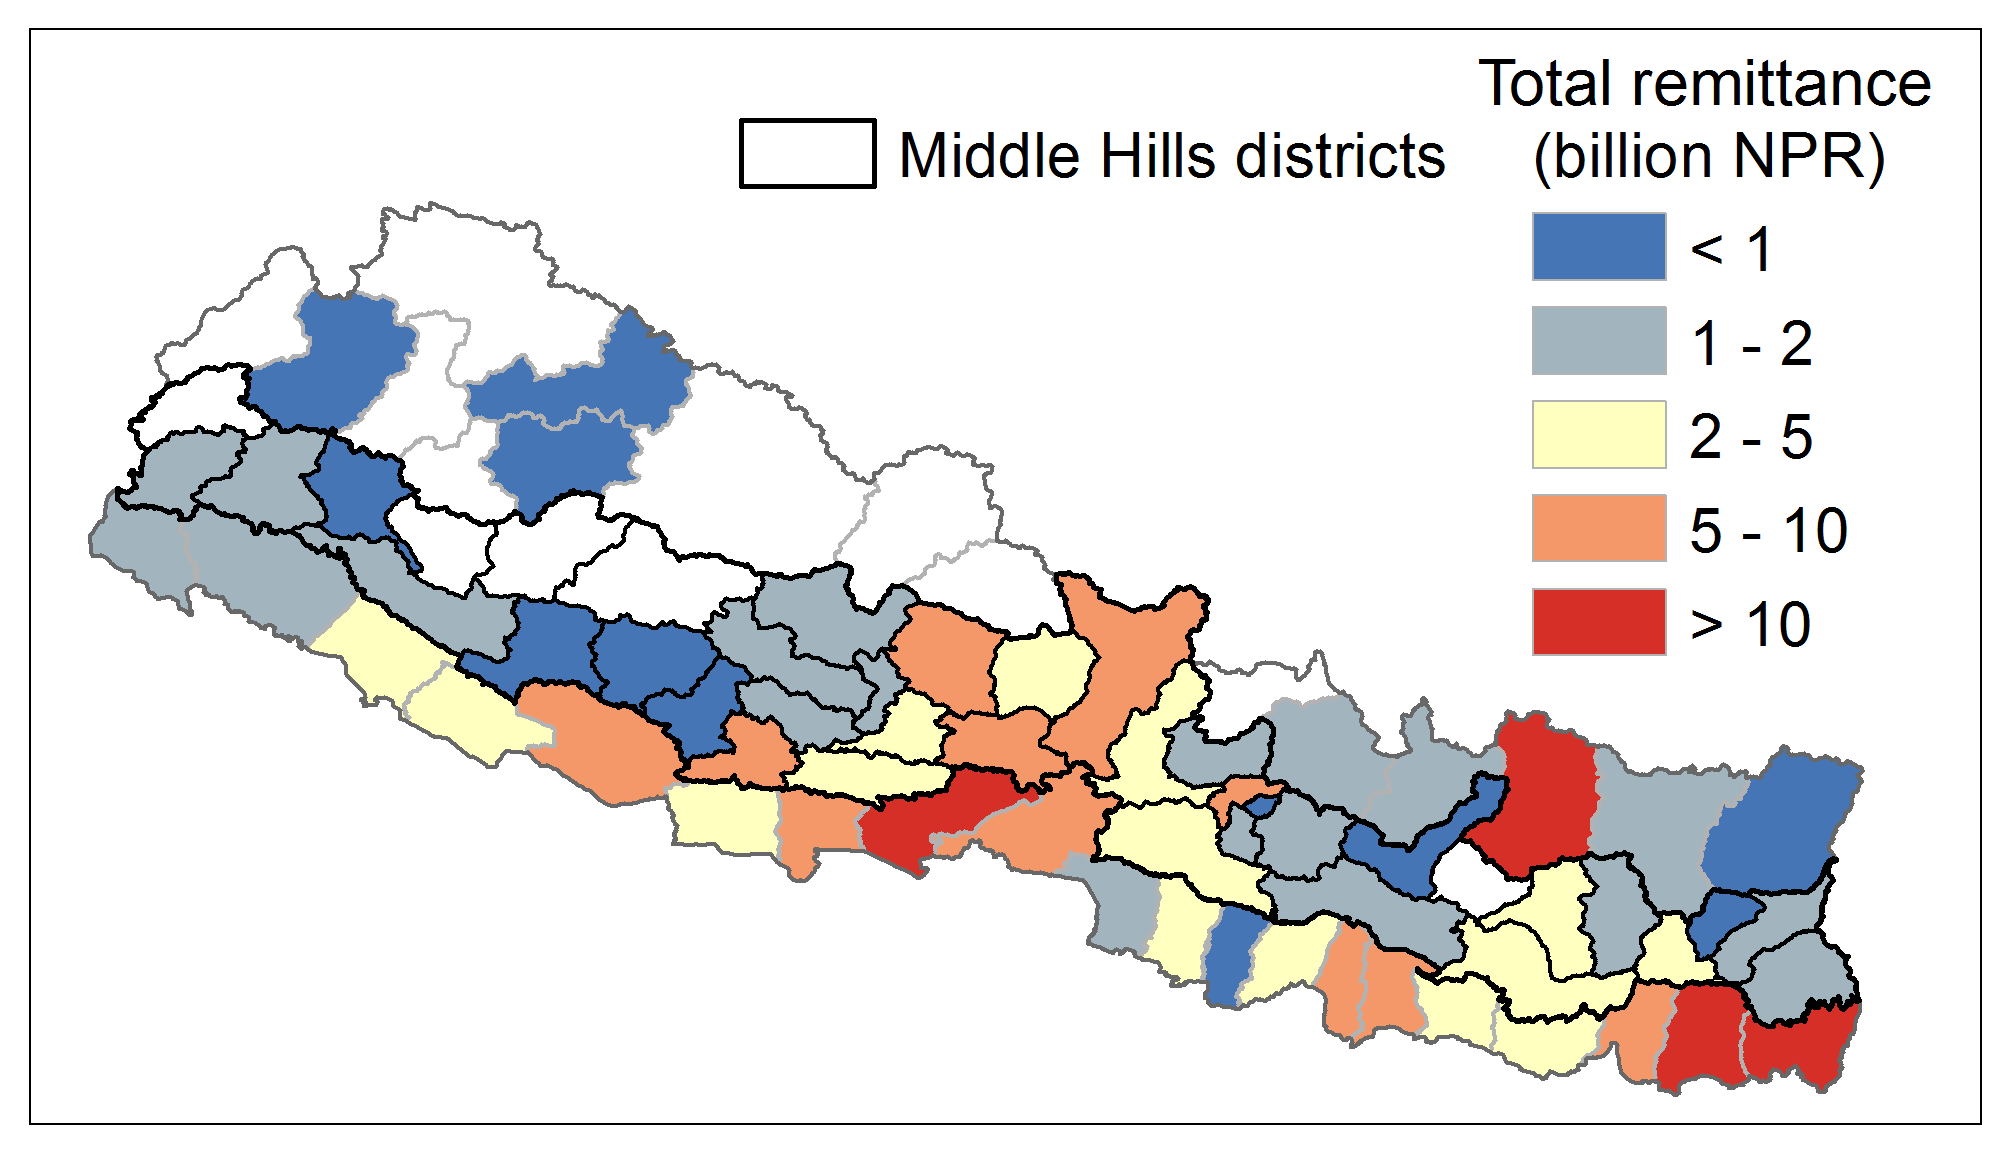 Total remittance
(billion NPR)
Middle Hills districts
< 1
1 - 2
2 - 5
5 - 10
> 10